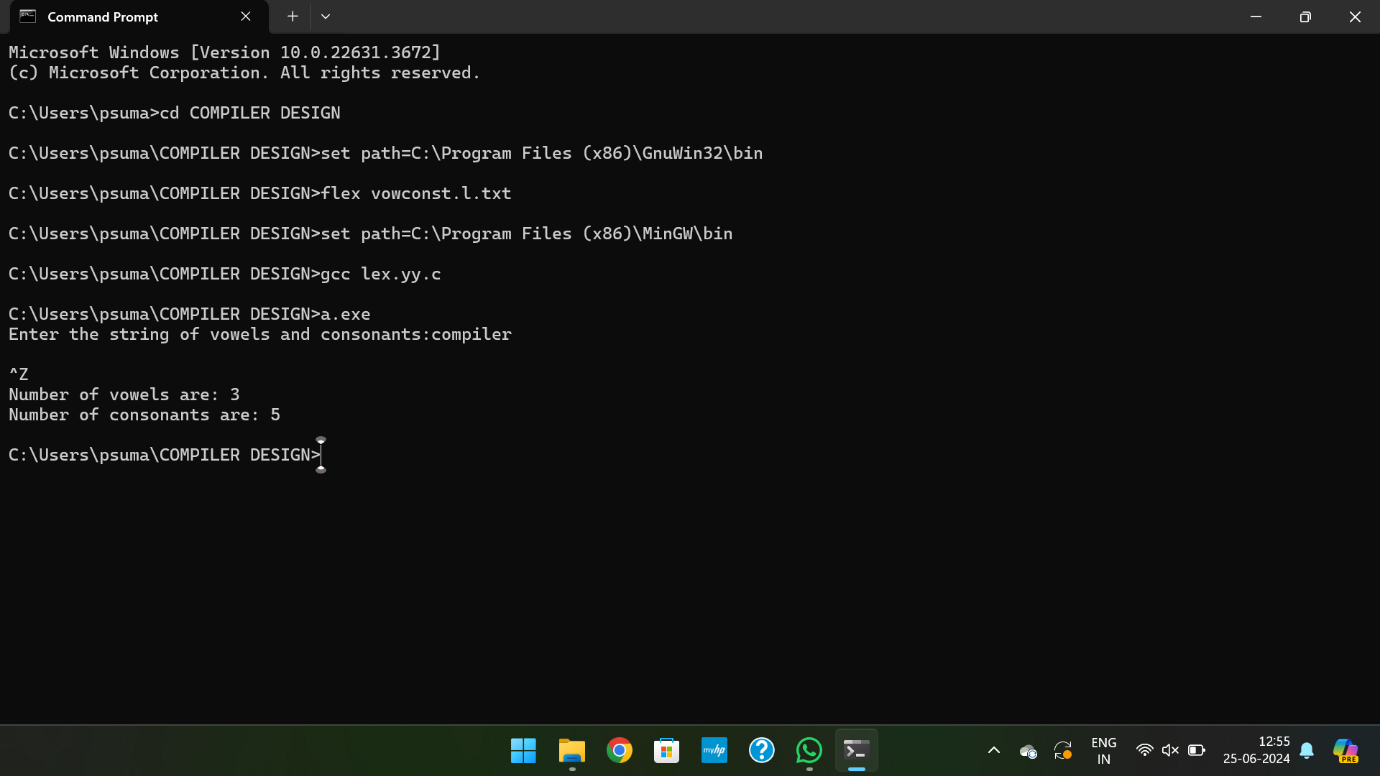 Command Prompt
Microsoft Windows [Version 10.0.22631.3672]
(c) Microsoft Corporation. All rights reserved.
C:\Users\psuma>cd COMPILER DESIGN
C:\Users\psuma\COMPILER DESIGN>set path=C:\Program Files (x86)\GnuWin32\bin
C:\Users\psuma\COMPILER DESIGN>flex vowconst.l.txt
C:\Users\psuma\COMPILER DESIGN>set path=C:\Program Files (x86)\MinGW\bin
C:\Users\psuma\COMPILER DESIGN>gcc lex.yy.c
C:\Users\psuma\COMPILER DESIGN>a.exe
Enter the string of vowels and consonants:compiler
^Z
Number of vowels are: 3
Number of consonants are: 5
C:\Users\psuma\COMPILER DESIGN>
myhp
ENG
IN
12:55
25-06-2024
PRE